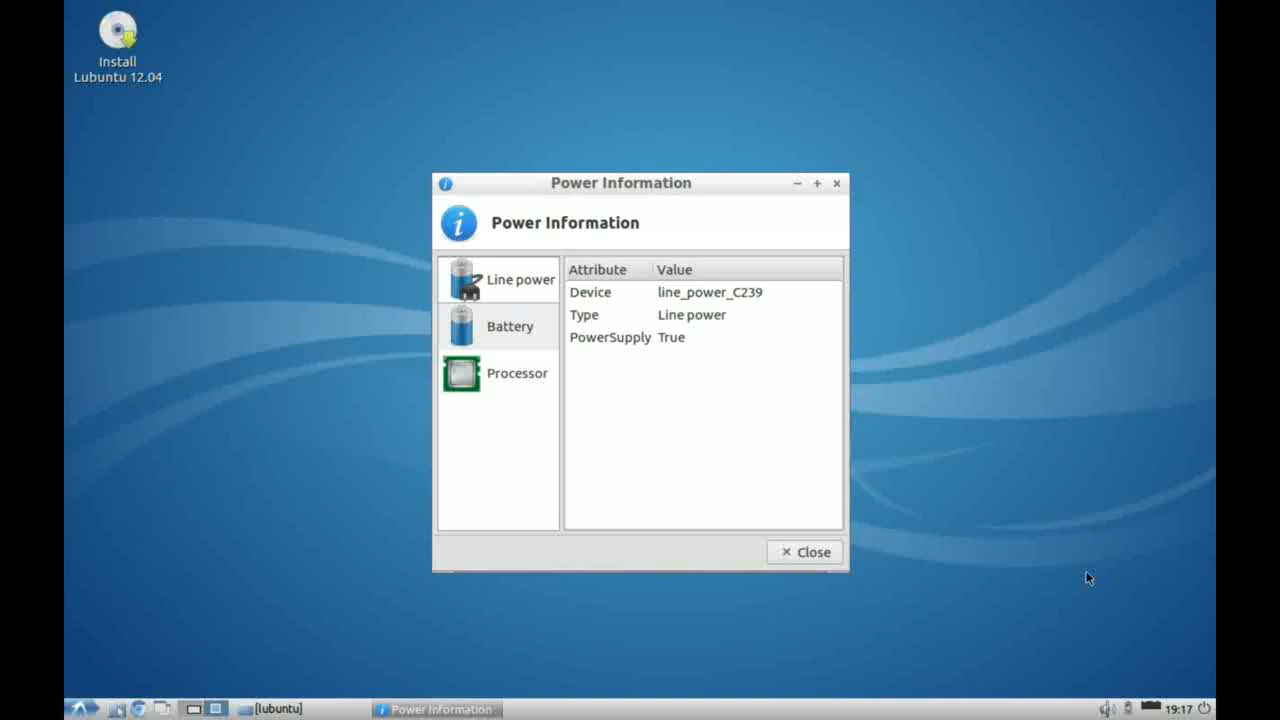 Install
Lubuntu 12.04
Power Information
Power Information
Line power
Battery
Processor
Attribute Value
Device line_power_C239
Type Line power
PowerSupply True
Close
[lubuntu]
Power Information
19:17